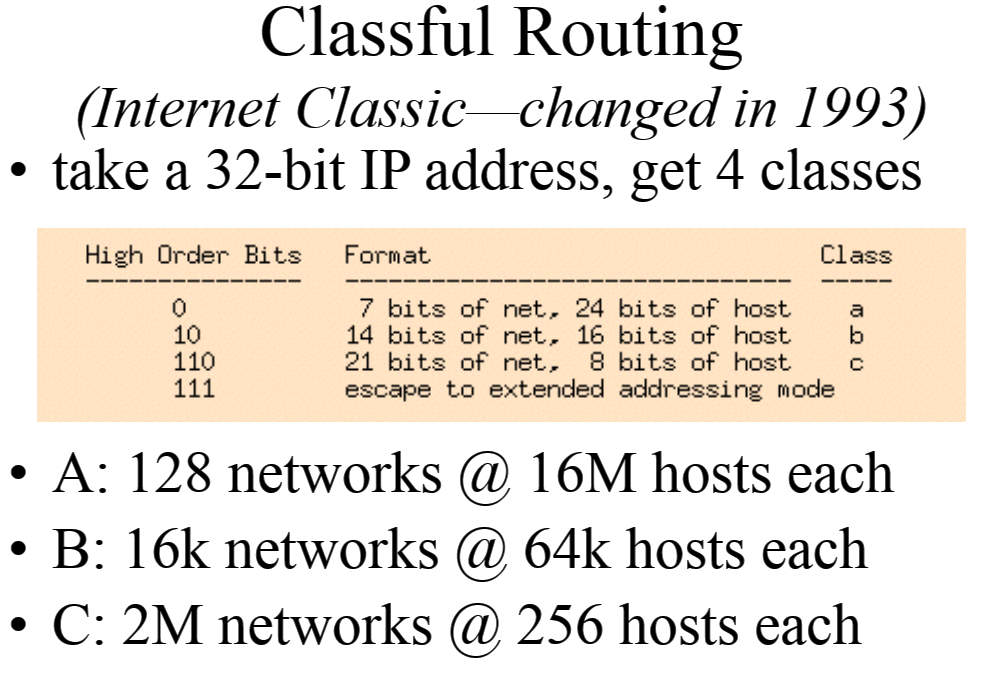 Classful Routing
(Internet Classic—changed in 1993)
• take a 32-bit IP address, get 4 classes
High Order Bits   Format                            Class
---------------   -------------------------------   -----
      0            7 bits of net, 24 bits of host     a
      10          14 bits of net, 16 bits of host     b
      110         21 bits of net,  8 bits of host     c
      111         escape to extended addressing mode
• A: 128 networks @ 16M hosts each
• B: 16k networks @ 64k hosts each
• C: 2M networks @ 256 hosts each